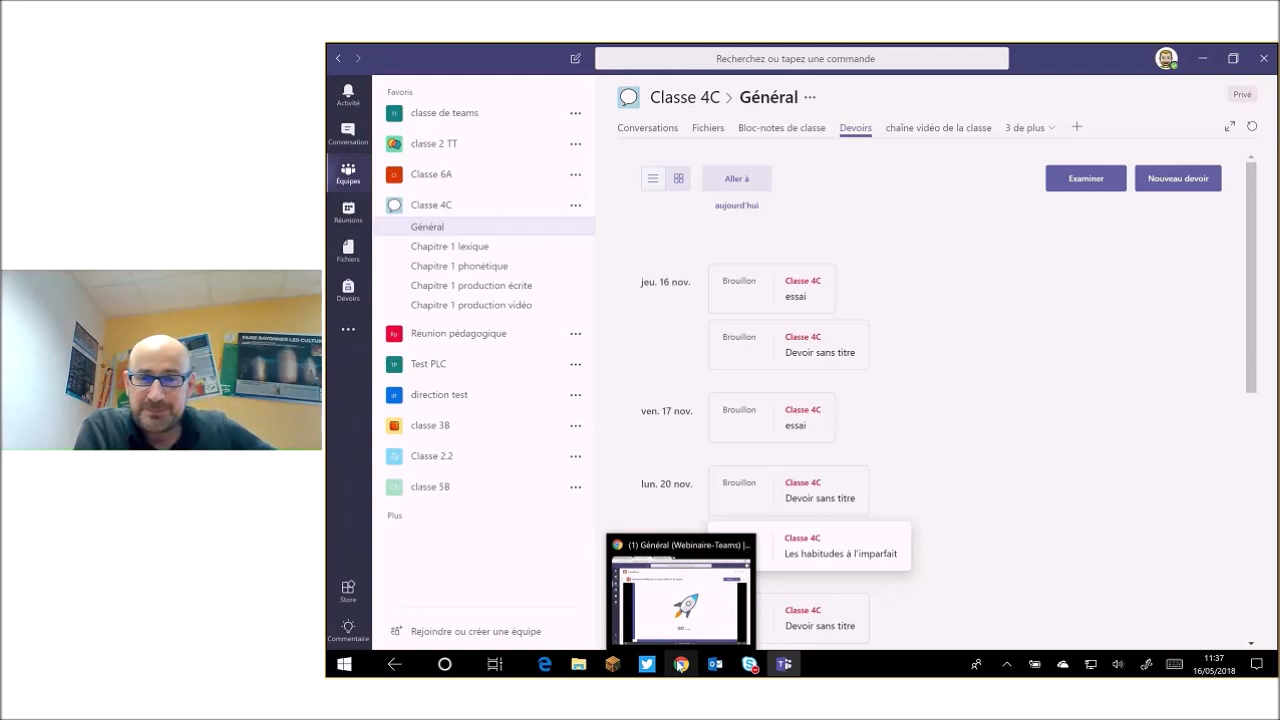 Recherchez ou tapez une commande
Activité
Conversation
Équipes
Réunions
Fichiers
Devoirs
Store
Commentaire
Favoris
classe de teams
classe 2 TT
Classe 6A
Classe 4C
Général
Chapitre 1 lexique
Chapitre 1 phonétique
Chapitre 1 production écrite
Chapitre 1 production vidéo
Réunion pédagogique
Test PLC
direction test
classe 3B
Classe 2.2
classe 5B
Plus
Rejoindre ou créer une équipe
Classe 4C > Général
Privé
Conversations Fichiers Bloc-notes de classe Devoirs chaîne vidéo de la classe 3 de plus
Aller à
aujourd'hui
Examiner
Nouveau devoir
jeu. 16 nov.
Brouillon Classe 4C
essai
Brouillon Classe 4C
Devoir sans titre
ven. 17 nov.
Brouillon Classe 4C
essai
lun. 20 nov.
Brouillon Classe 4C
Devoir sans titre
Classe 4C
Les habitudes à l'imparfait
Classe 4C
Devoir sans titre
(1) Général (Webinaire-Teams) |...
11:37
16/05/2018
FAIRE RAYONNER LES CULTUR